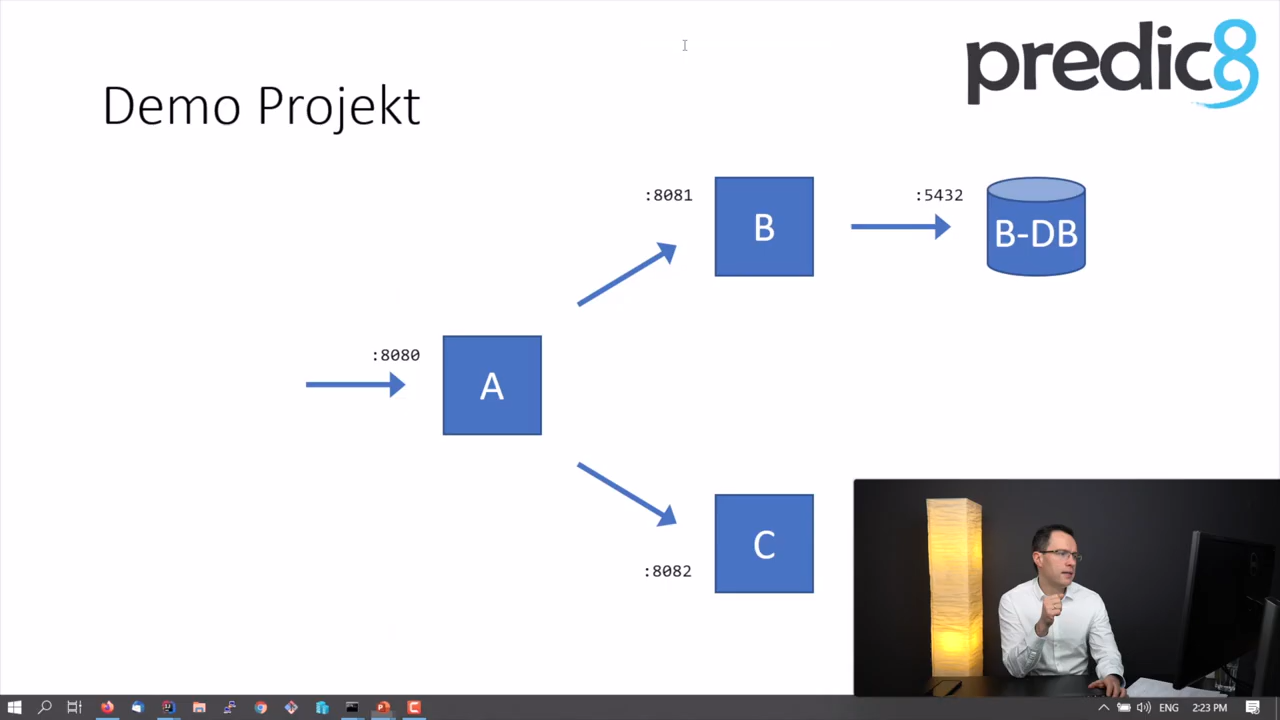 predic8
Demo Projekt
:8081
B
:5432
B-DB
:8080
A
C
:8082
ENG
2:23 PM